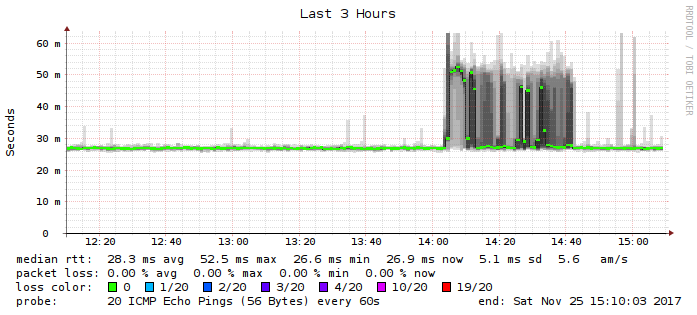 Last 3 Hours
RRDTOOL / TOBI OETIKER
Seconds
60 m
50 m
40 m
30 m
20 m
10 m
0
12:20 12:40 13:00 13:20 13:40 14:00 14:20 14:40 15:00
median rtt: 28.3 ms avg 52.5 ms max 26.6 ms min 26.9 ms now 5.1 ms sd 5.6 am/s
packet loss: 0.00 % avg 0.00 % max 0.00 % min 0.00 % now
loss color: 0 1/20 2/20 3/20 4/20 10/20 19/20
probe: 20 ICMP Echo Pings (56 Bytes) every 60s end: Sat Nov 25 15:10:03 2017